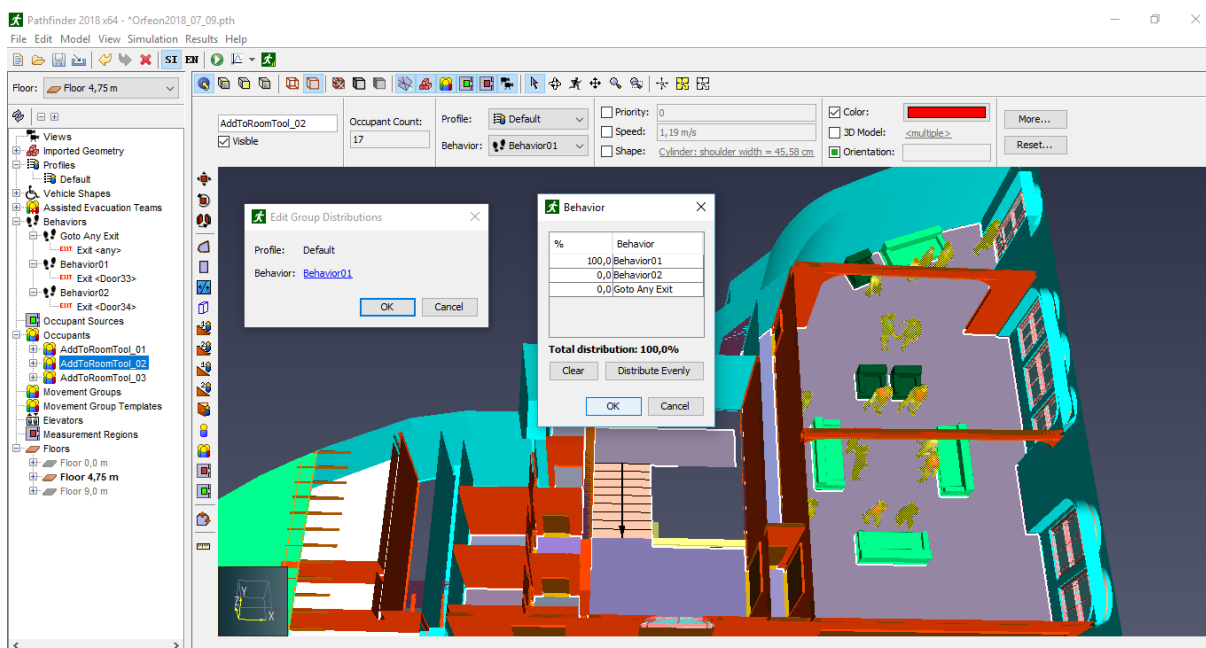 Pathfinder 2018 x64 - *Orfeon2018_07_09.pth
File Edit Model View Simulation Results Help
SI EN
Floor: Floor 4,75 m
AddToRoomTool_02
Visible
Occupant Count:
17
Profile: Default
Behavior: Behavior01
Priority: 0
Speed: 1,19 m/s
Shape: Cylinder: shoulder width = 45,58 cm
Color:
3D Model: <multiple>
Orientation:
More...
Reset...
Views
Imported Geometry
Profiles
Default
Vehicle Shapes
Assisted Evacuation Teams
Behaviors
Goto Any Exit
EXIT Exit <any>
Behavior01
EXIT Exit <Door33>
Behavior02
EXIT Exit <Door34>
Occupant Sources
Occupants
AddToRoomTool_01
AddToRoomTool_02
AddToRoomTool_03
Movement Groups
Movement Group Templates
Elevators
Measurement Regions
Floors
Floor 0,0 m
Floor 4,75 m
Floor 9,0 m
Edit Group Distributions
Profile: Default
Behavior: Behavior01
OK Cancel
Behavior
% Behavior
100,0 Behavior01
0,0 Behavior02
0,0 Goto Any Exit
Total distribution: 100,0%
Clear Distribute Evenly
OK Cancel
Y
Z
X